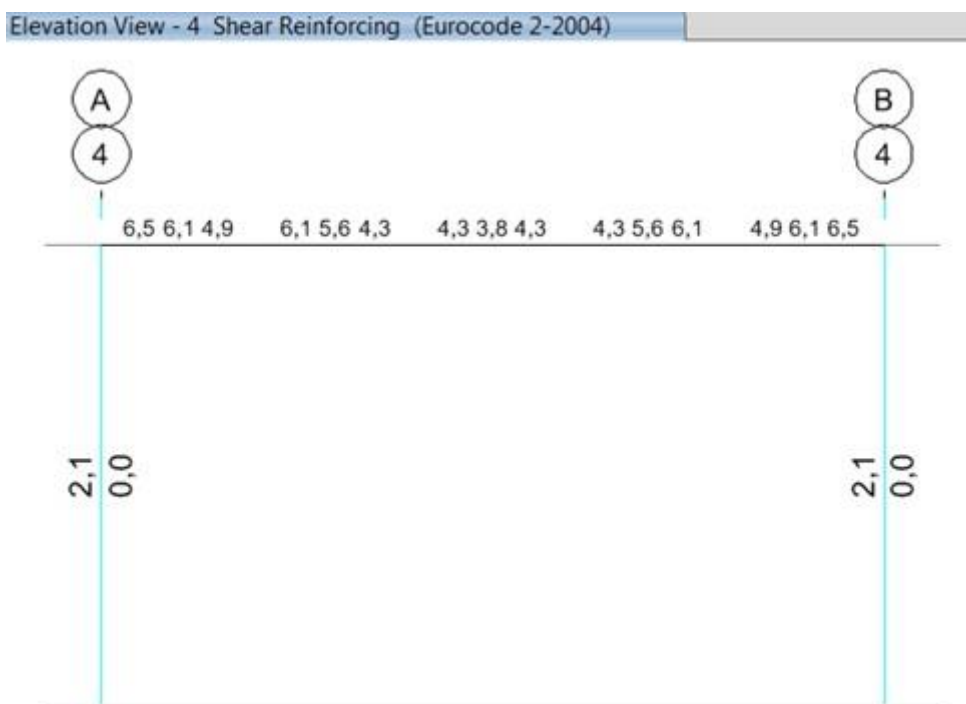 Elevation View - 4 Shear Reinforcing (Eurocode 2-2004)
A B
4 4
6,5 6,1 4,9 6,1 5,6 4,3 4,3 3,8 4,3 4,3 5,6 6,1 4,9 6,1 6,5
2,1 0,0 2,1 0,0